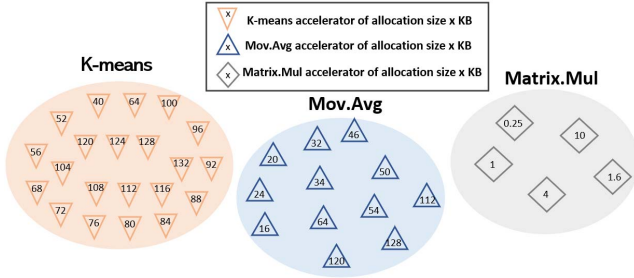 x K-means accelerator of allocation size x KB
x Mov.Avg accelerator of allocation size x KB
x Matrix.Mul accelerator of allocation size x KB
K-means
40 64 100
52 96
120 124 128
56 104 132 92
68 108 112 116 88
72 76 80 84
Mov.Avg
32 46
20 50
34
24 112
64 54
16 128
120
Matrix.Mul
0.25 10
1 1.6
4